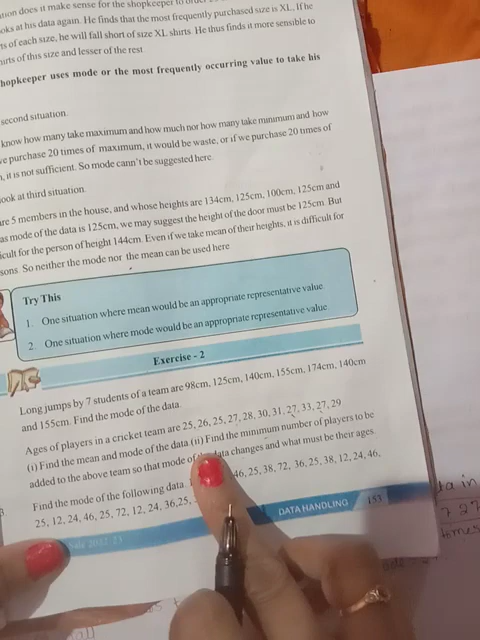 ation does it make sense for the shopkeeper to order
oks at his data again. He finds that the most frequently purchased size is XL. If he
ts of each size, he will fall short of size XL shirts. He thus finds it more sensible to
irts of this size and lesser of the rest.
hopkeeper uses mode or the most frequently occurring value to take his
second situation.
know how many take maximum and how much nor how many take minimum and how
ve purchase 20 times of maximum, it would be waste, or if we purchase 20 times of
, it is not sufficient. So mode cann't be suggested here.
ook at third situation.
are 5 members in the house, and whose heights are 134cm, 125cm, 100cm, 125cm and
as mode of the data is 125cm, we may suggest the height of the door must be 125cm. But
icult for the person of height 144cm. Even if we take mean of their heights, it is difficult for
sons. So neither the mode nor the mean can be used here
Try This
1. One situation where mean would be an appropriate representative value.
2. One situation where mode would be an appropriate representative value.
Exercise - 2
Long jumps by 7 students of a team are 98cm, 125cm, 140cm, 155cm, 174cm, 140cm
and 155cm. Find the mode of the data.
Ages of players in a cricket team are 25, 26, 25, 27, 28, 30, 31, 27, 33, 27, 29
(i) Find the mean and mode of the data (ii) Find the minimum number of players to be
added to the above team so that mode of data changes and what must be their ages.
3. Find the mode of the following data. 46, 25, 38, 72, 36, 25, 38, 12, 24, 46,
25, 12, 24, 46, 25, 72, 12, 24, 36, 25,
DATA HANDLING 153
ta in
7 27
tomes